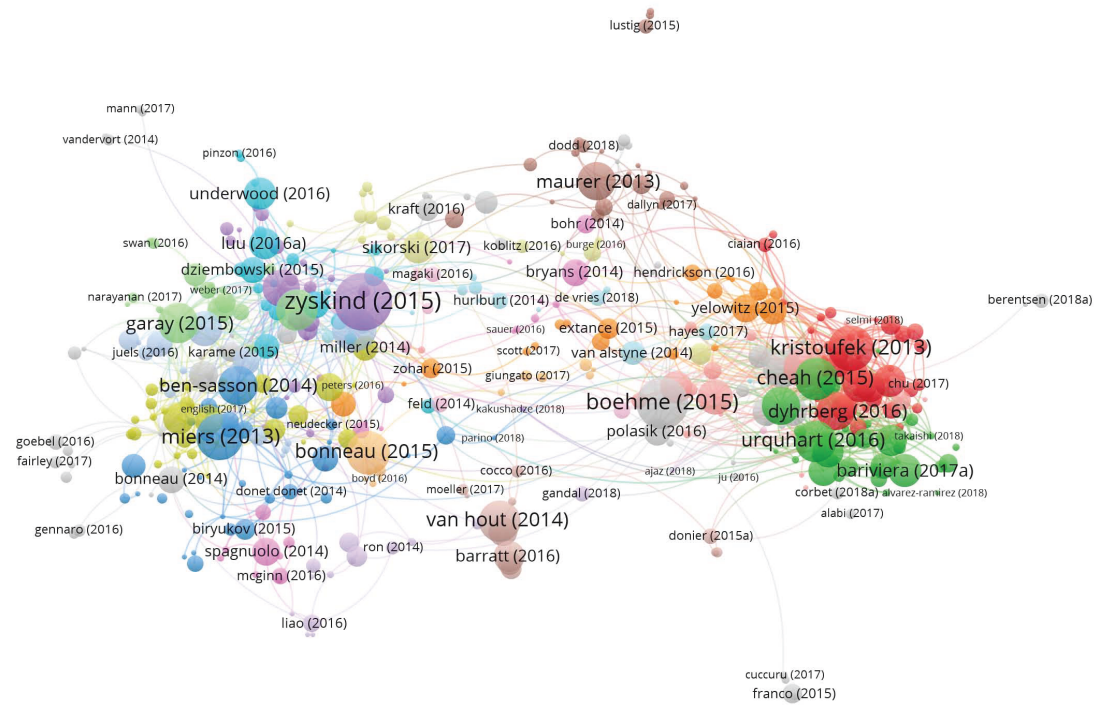 lustig (2015)
mann (2017)
vandervort (2014)
dodd (2018)
pinzon (2016)
maurer (2013)
underwood (2016)
dallyn (2017)
kraft (2016)
bohr (2014)
swan (2016)
luu (2016a)
sikorski (2017)
koblitz (2016)
burge (2016)
ciaian (2016)
dziembowski (2015)
magaki (2016)
bryans (2014)
hendrickson (2016)
weber (2017)
narayanan (2017)
zyskind (2015)
hurlburt (2014)
de vries (2018)
berentsen (2018a)
yelowitz (2015)
garay (2015)
sauer (2016)
extance (2015)
hayes (2017)
selmi (2018)
juels (2016)
karame (2015)
miller (2014)
scott (2017)
van alstyne (2014)
kristoufek (2013)
zohar (2015)
giungato (2017)
cheah (2015)
chu (2017)
ben-sasson (2014)
peters (2016)
feld (2014)
kakushadze (2018)
boehme (2015)
english (2017)
dyhrberg (2016)
neudecker (2015)
polasik (2016)
goebel (2016)
miers (2013)
parino (2018)
urquhart (2016)
takaishi (2018)
fairley (2017)
bonneau (2015)
bonneau (2014)
boyd (2016)
cocco (2016)
ajaz (2018)
ju (2016)
bariviera (2017a)
donet donet (2014)
moeller (2017)
gandal (2018)
corbet (2018a)
alvarez-ramirez (2018)
alabi (2017)
gennaro (2016)
biryukov (2015)
van hout (2014)
donier (2015a)
spagnuolo (2014)
ron (2014)
barratt (2016)
mcginn (2016)
liao (2016)
cuccuru (2017)
franco (2015)